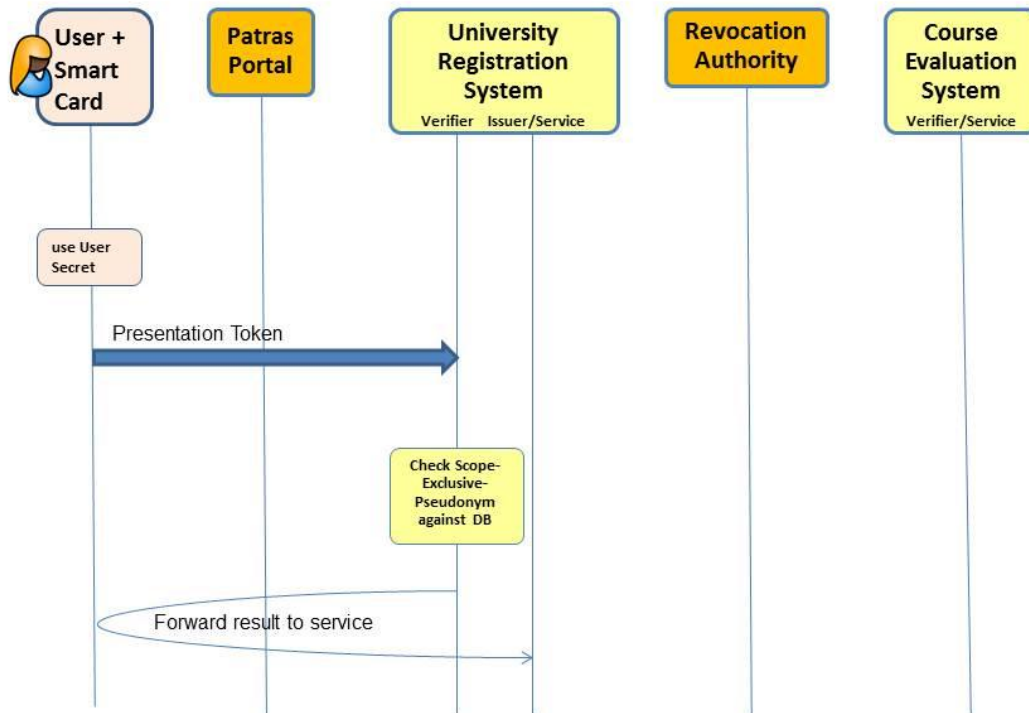 User +
Smart
Card
Patras
Portal
University
Registration
System
Verifier Issuer/Service
Revocation
Authority
Course
Evaluation
System
Verifier/Service
use User
Secret
Presentation Token
Check Scope-
Exclusive-
Pseudonym
against DB
Forward result to service